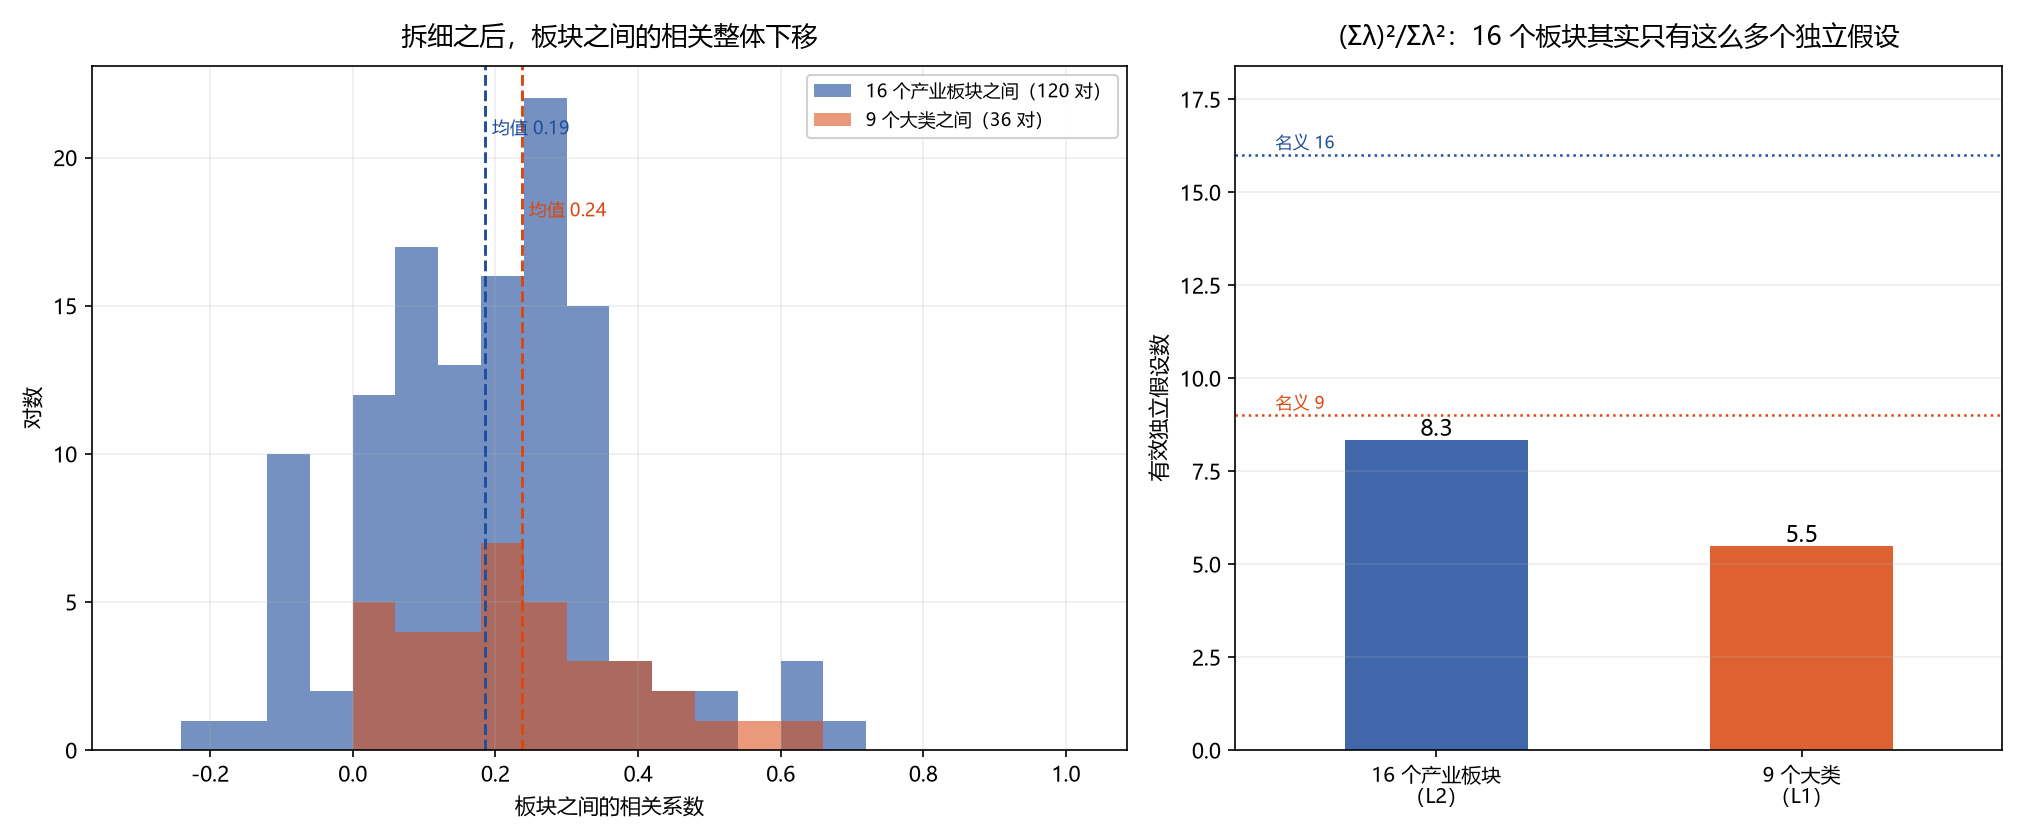 拆细之后，板块之间的相关整体下移
16 个产业板块之间（120 对）
9 个大类之间（36 对）
均值 0.19
均值 0.24
对数
20
15
10
5
0
-0.2
0.0
0.2
0.4
0.6
0.8
1.0
板块之间的相关系数
(Σλ)²/Σλ²：16 个板块其实只有这么多个独立假设
有效独立假设数
17.5
15.0
12.5
10.0
7.5
5.0
2.5
0.0
名义 16
名义 9
8.3
5.5
16 个产业板块
（L2）
9 个大类
（L1）